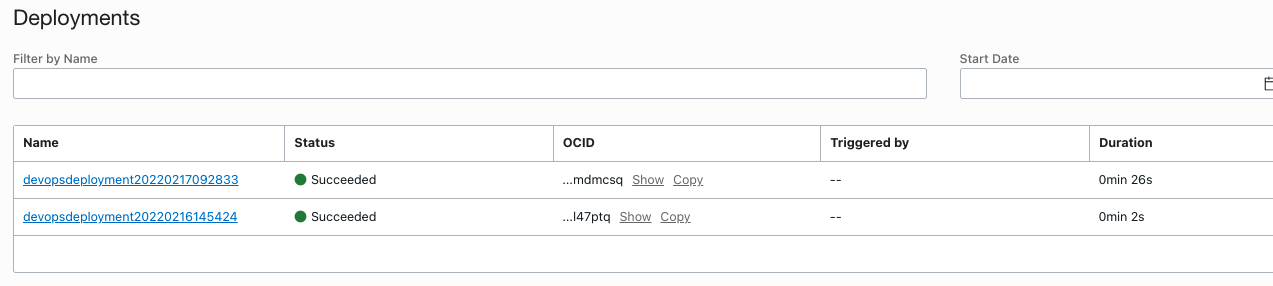 Deployments
Filter by Name Start Date
Name Status OCID Triggered by Duration
devopsdeployment20220217092833 Succeeded ...mdmcsq Show Copy -- 0min 26s
devopsdeployment20220216145424 Succeeded ...l47ptq Show Copy -- 0min 2s